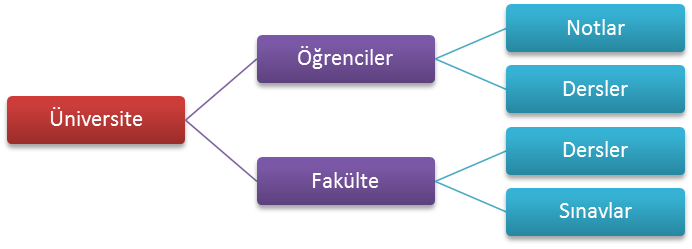 Üniversite
Öğrenciler
Notlar
Dersler
Fakülte
Dersler
Sınavlar